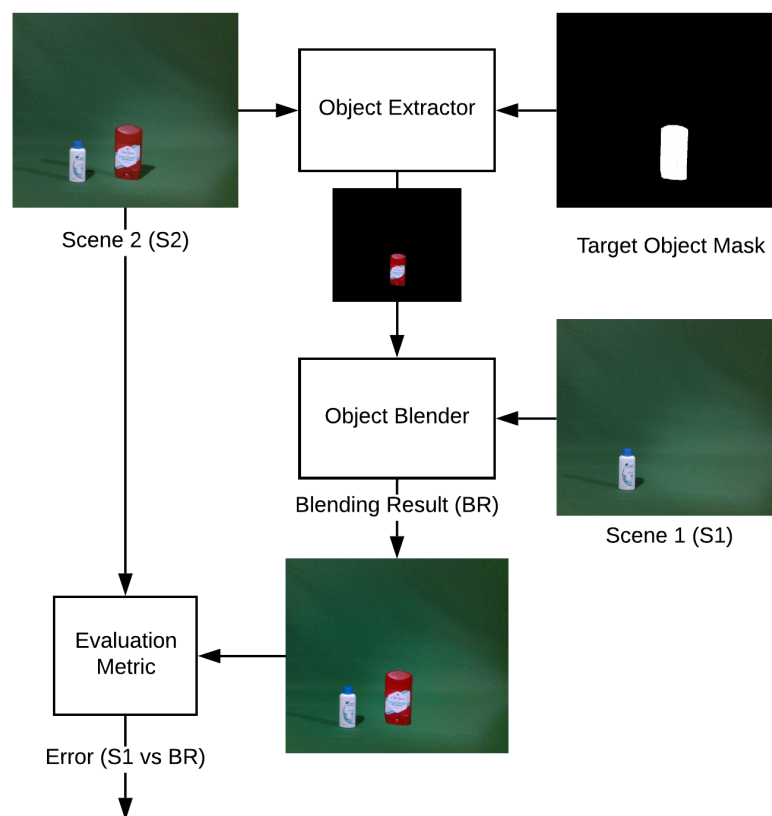 Object Extractor
Scene 2 (S2)
Target Object Mask
Object Blender
Blending Result (BR)
Scene 1 (S1)
Evaluation
Metric
Error (S1 vs BR)